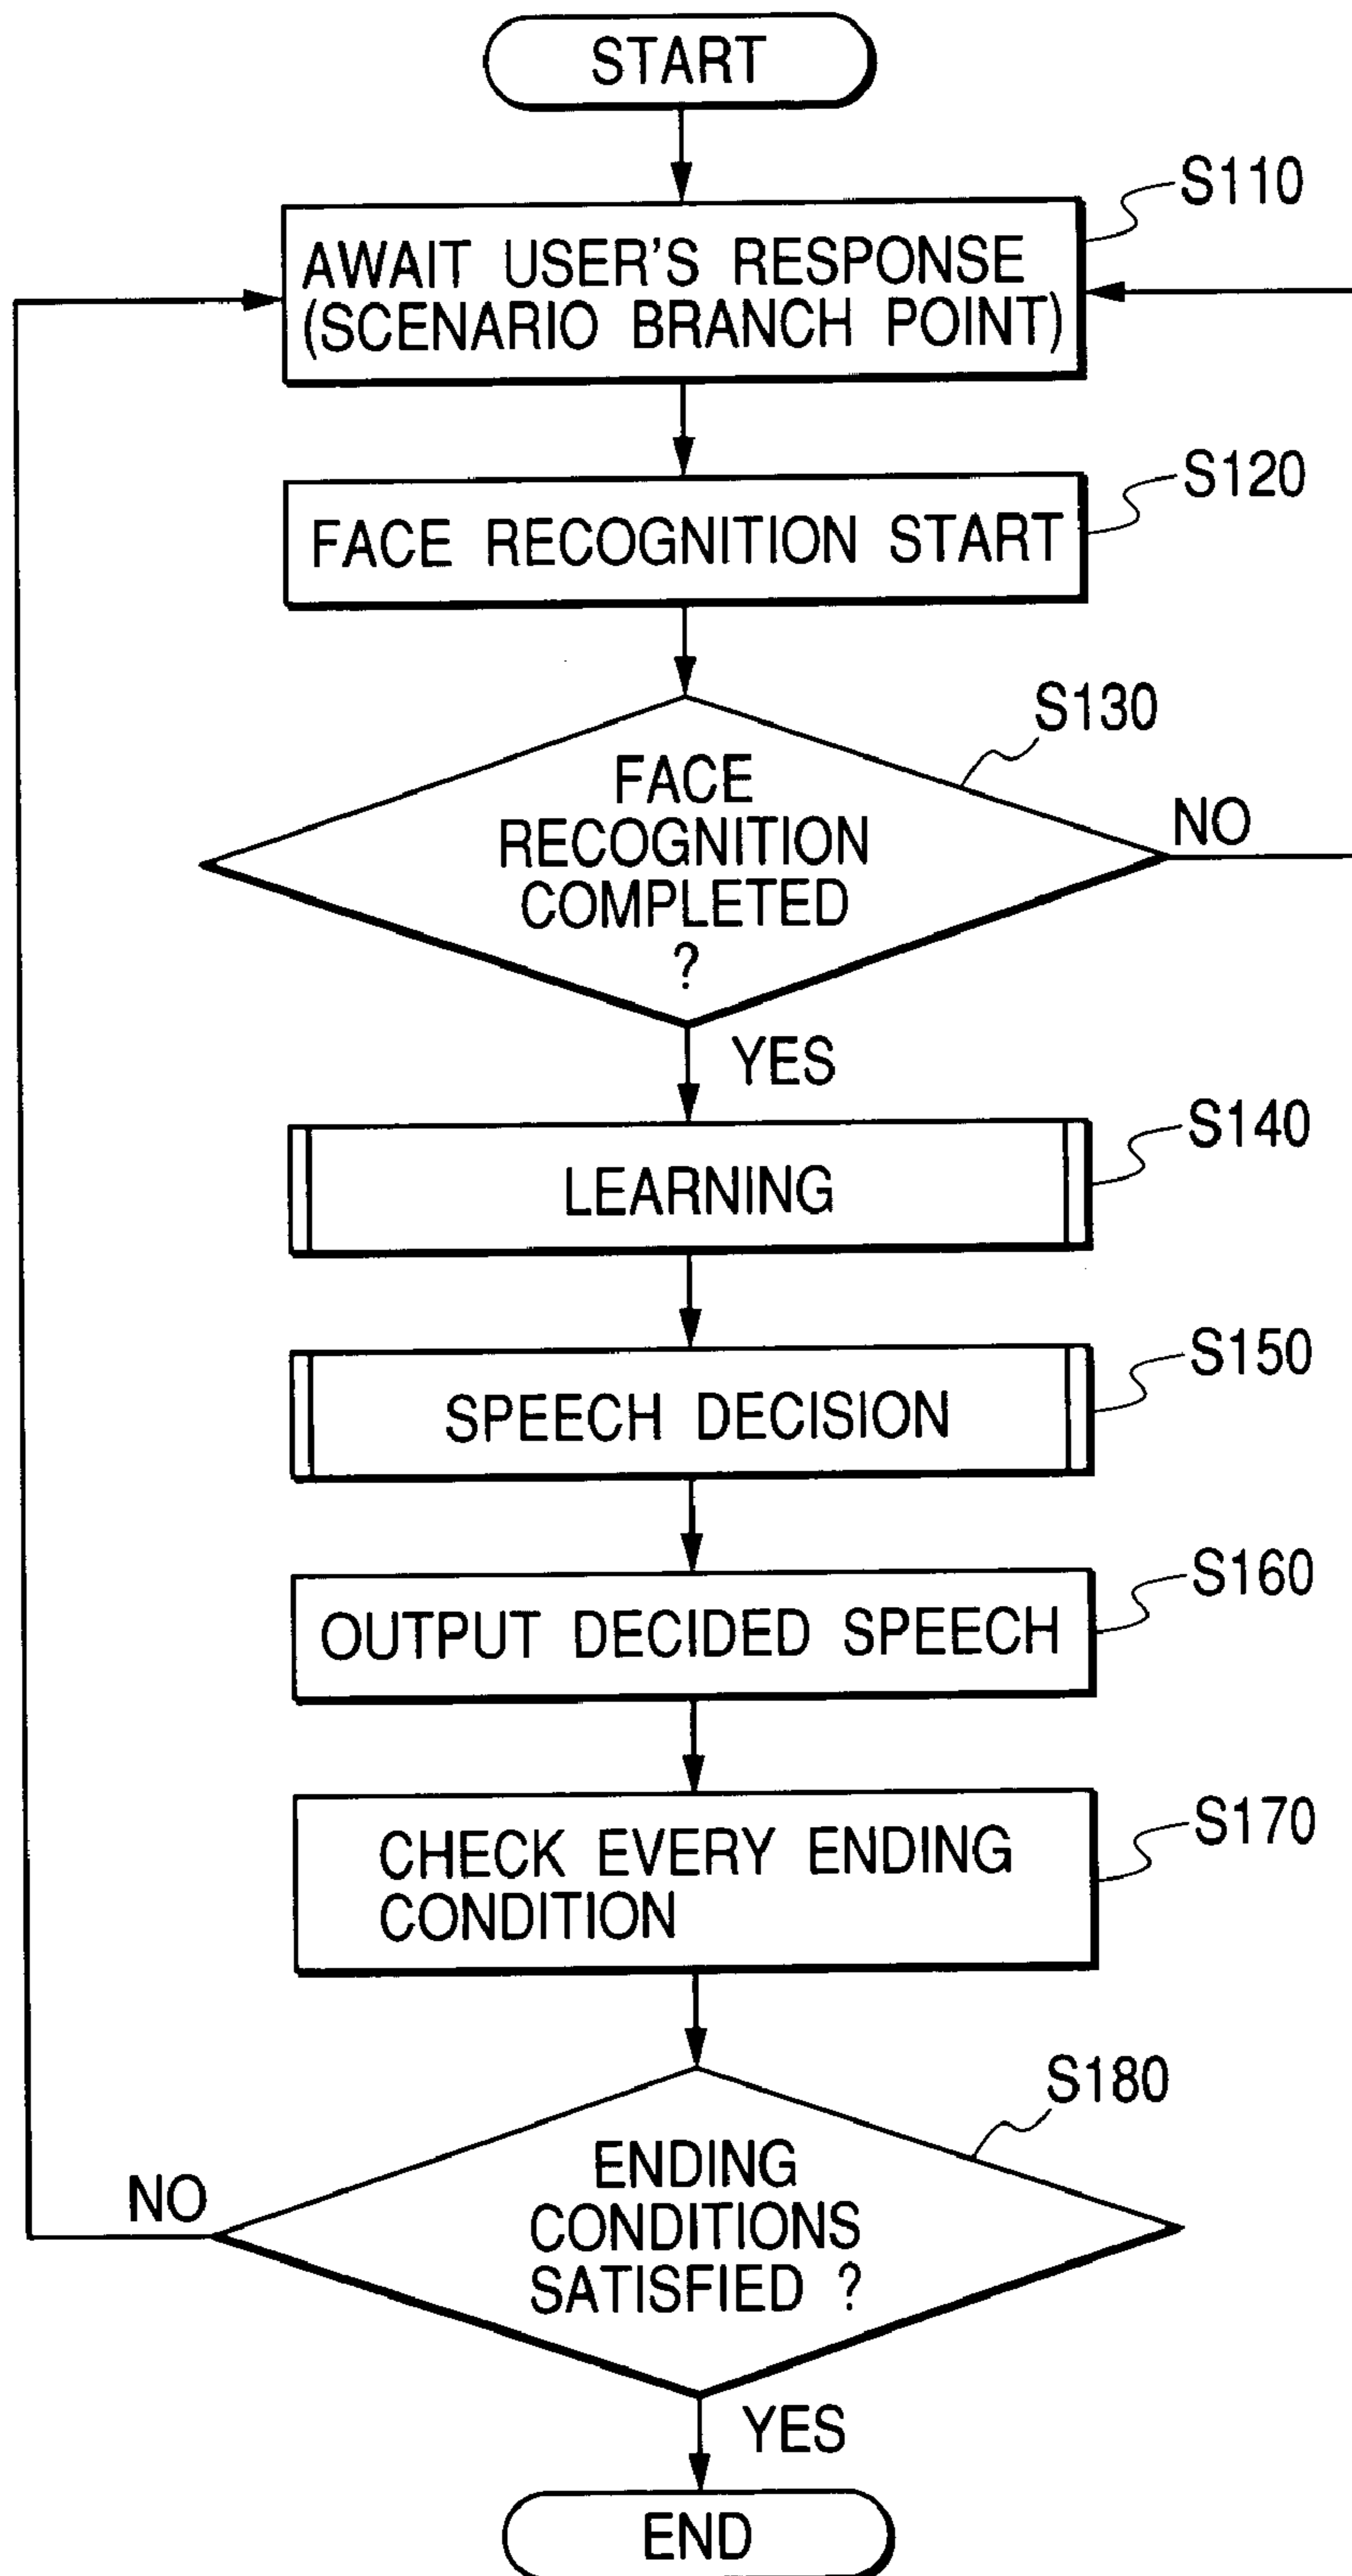 START
S110
AWAIT USER'S RESPONSE
(SCENARIO BRANCH POINT)
S120
FACE RECOGNITION START
S130
FACE
RECOGNITION
COMPLETED
?
NO
YES
S140
LEARNING
S150
SPEECH DECISION
S160
OUTPUT DECIDED SPEECH
S170
CHECK EVERY ENDING
CONDITION
S180
ENDING
CONDITIONS
SATISFIED ?
NO
YES
END